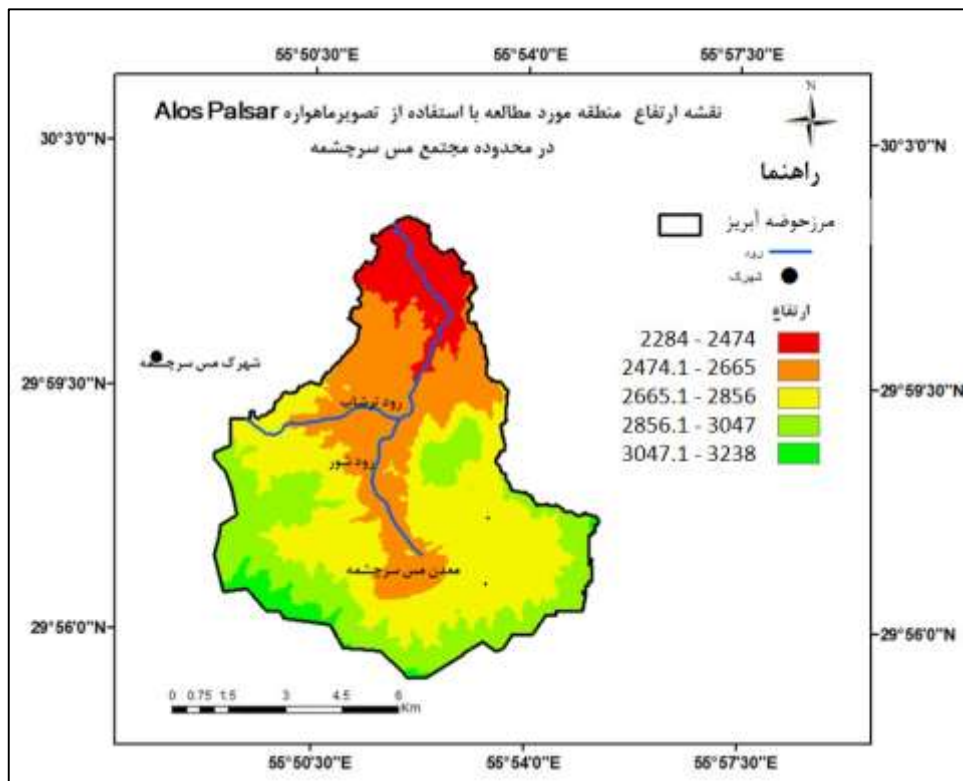 55°50'30"E 55°54'0"E 55°57'30"E
N
نقشه ارتفاع منطقه مورد مطالعه با استفاده از تصویرماهواره Alos Palsar
در محدوده مجتمع مس سرچشمه
30°3'0"N 30°3'0"N
راهنما
مرزحوضه آبریز
رود
شهرک
ارتفاع
2284 - 2474
2474.1 - 2665
2665.1 - 2856
2856.1 - 3047
3047.1 - 3238
شهرک مس سرچشمه
29°59'30"N 29°59'30"N
رود ترشاب
رود شور
معدن مس سرچشمه
29°56'0"N 29°56'0"N
0 0.75 1.5 3 4.5 6
Km
55°50'30"E 55°54'0"E 55°57'30"E